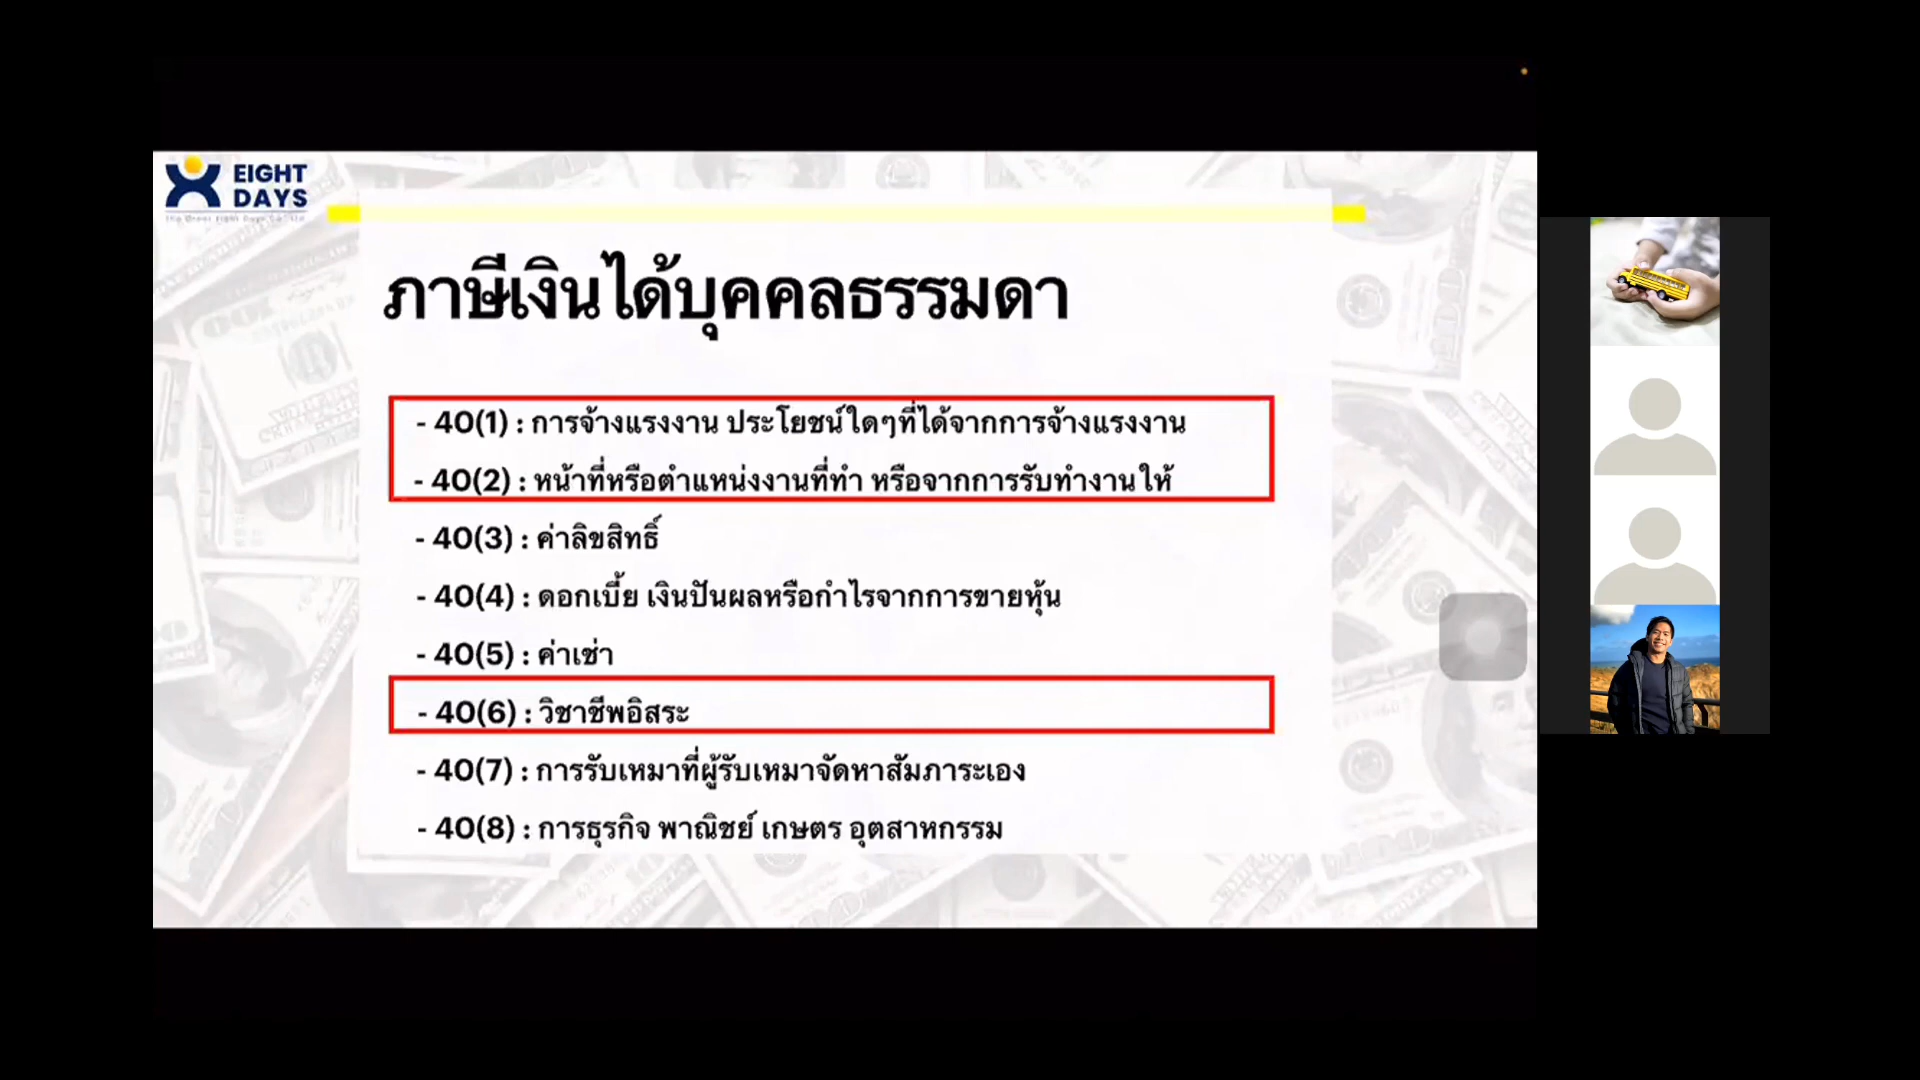 EIGHT
DAYS
ภาษีเงินได้บุคคลธรรมดา
- 40(1) : การจ้างแรงงาน ประโยชน์ใดๆที่ได้จากการจ้างแรงงาน
- 40(2) : หน้าที่หรือตำแหน่งงานที่ทำ หรือจากการรับทำงานให้
- 40(3) : ค่าลิขสิทธิ์
- 40(4) : ดอกเบี้ย เงินปันผลหรือกำไรจากการขายหุ้น
- 40(5) : ค่าเช่า
- 40(6) : วิชาชีพอิสระ
- 40(7) : การรับเหมาที่ผู้รับเหมาจัดหาสัมภาระเอง
- 40(8) : การธุรกิจ พาณิชย์ เกษตร อุตสาหกรรม